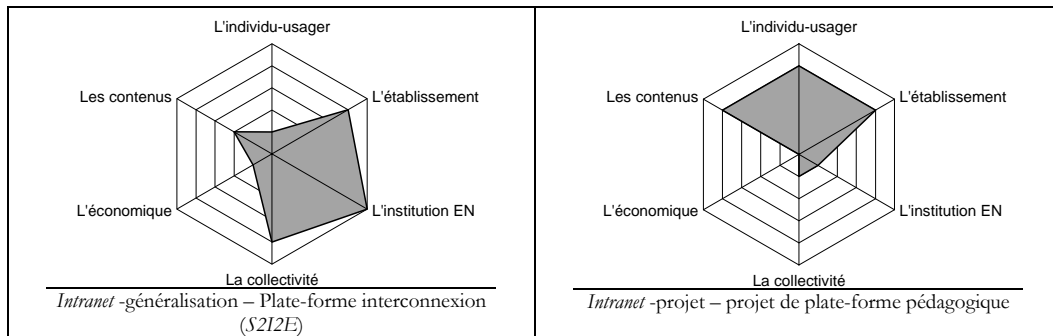 L'individu-usager
Les contenus
L'établissement
L'économique
L'institution EN
La collectivité
Intranet -généralisation – Plate-forme interconnexion
(S2I2E)
L'individu-usager
Les contenus
L'établissement
L'économique
L'institution EN
La collectivité
Intranet -projet – projet de plate-forme pédagogique